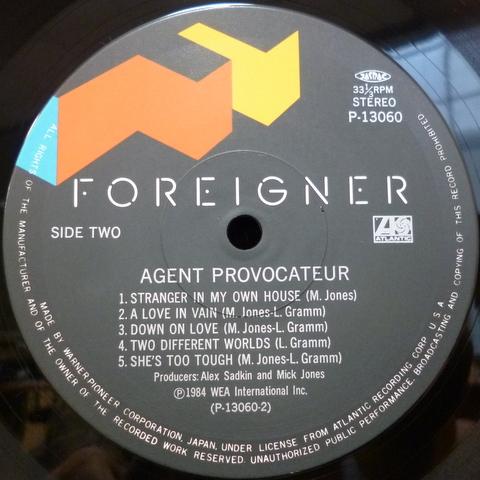 33⅓RPM
STEREO
P-13060
FOREIGNER
SIDE TWO
ATLANTIC
AGENT PROVOCATEUR
1. STRANGER IN MY OWN HOUSE (M. Jones)
2. A LOVE IN VAIN (M. Jones-L. Gramm)
3. DOWN ON LOVE (M. Jones-L. Gramm)
4. TWO DIFFERENT WORLDS (L. Gramm)
5. SHE'S TOO TOUGH (M. Jones-L. Gramm)
Producers: Alex Sadkin and Mick Jones
Ⓟ1984 WEA International Inc.
(P-13060-2)
MADE BY WARNER-PIONEER CORPORATION, JAPAN, UNDER LICENSE FROM ATLANTIC RECORDING CORP. U S A
ALL RIGHTS OF THE MANUFACTURER AND OF THE OWNER OF THE RECORDED WORK RESERVED. UNAUTHORIZED PUBLIC PERFORMANCE, BROADCASTING AND COPYING OF THIS RECORD PROHIBITED